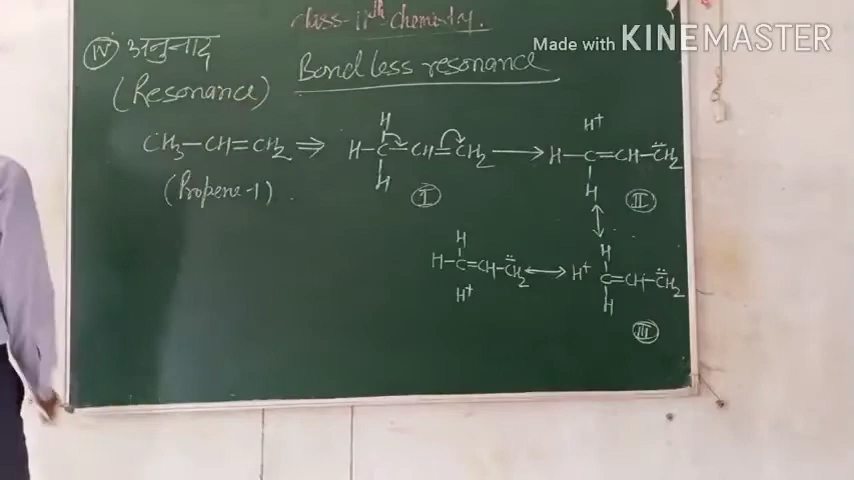 class-11th chemistry.
Made with KINEMASTER
(IV) अनुनाद
(Resonance)
Bond less resonance
CH3-CH=CH2 ⇒
(Propene-1)
H
H-C-CH=CH2 →
H
(I)
H+
H-C=CH-C̈H2
H
(II)
↔
H
H+ C=CH-C̈H2
H
(III)
H
H-C=CH-C̈H2 ↔
H+